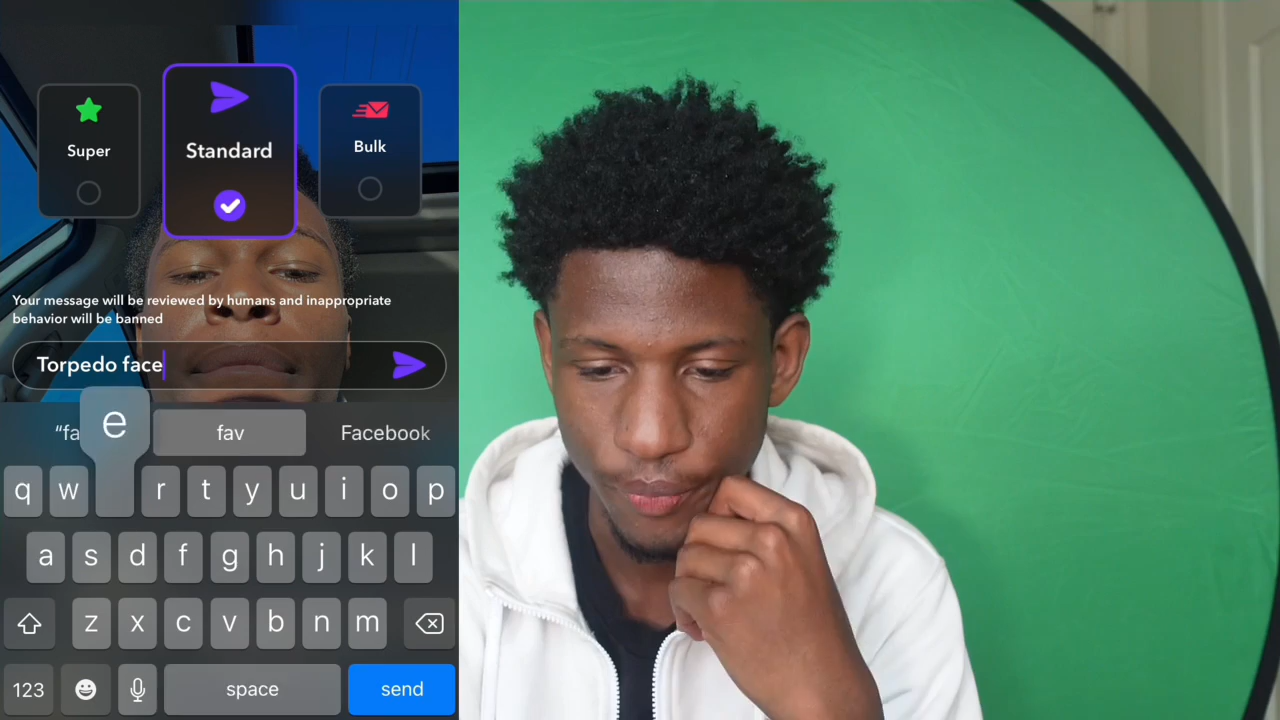 Super
Standard
Bulk
Your message will be reviewed by humans and inappropriate
behavior will be banned
Torpedo face
"fa
e
fav
Facebook
q w r t y u i o p
a s d f g h j k l
z x c v b n m
123
space
send